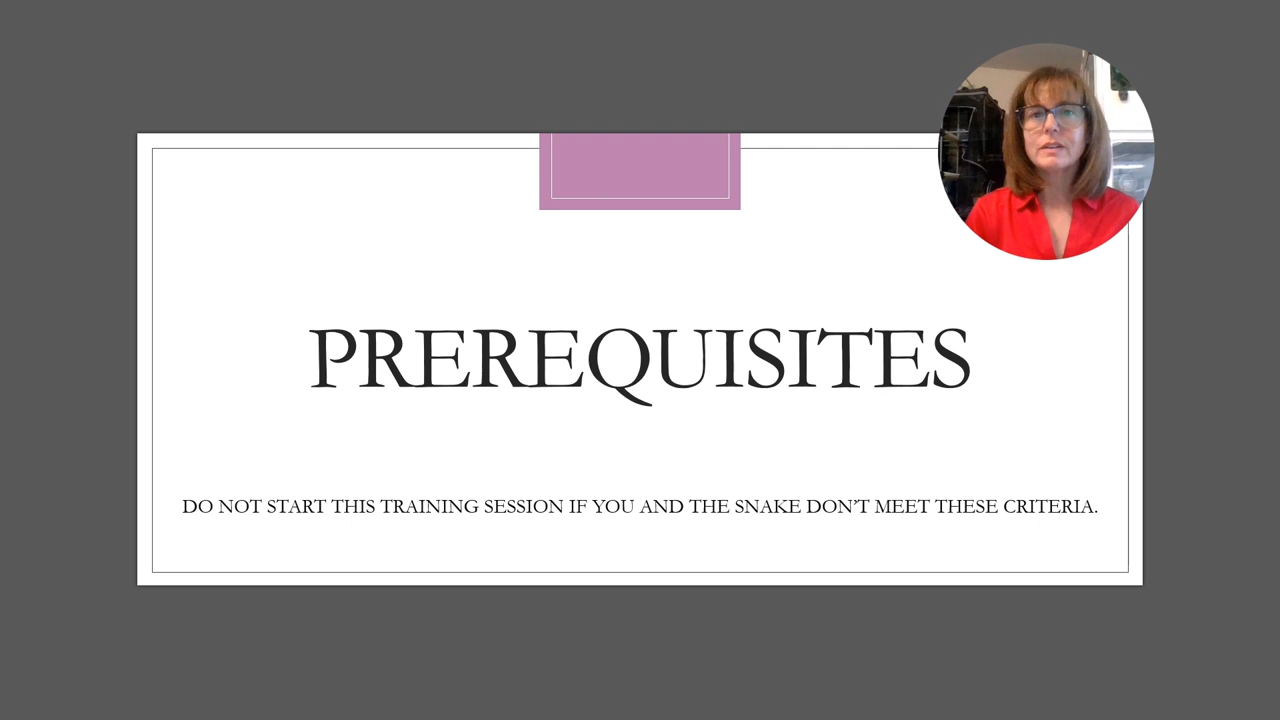 PREREQUISITES
DO NOT START THIS TRAINING SESSION IF YOU AND THE SNAKE DON’T MEET THESE CRITERIA.